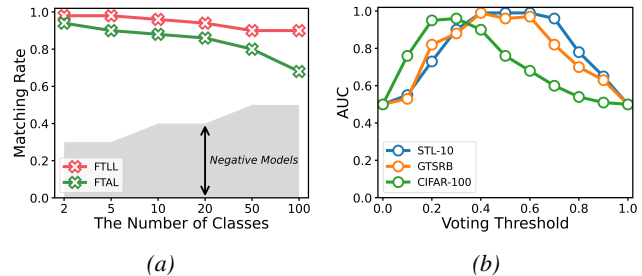 Matching Rate
1.0
0.8
0.6
0.4
0.2
0.0
FTLL
FTAL
Negative Models
2 5 10 20 50 100
The Number of Classes
(a)
AUC
1.0
0.8
0.6
0.4
0.2
0.0
STL-10
GTSRB
CIFAR-100
0.0 0.2 0.4 0.6 0.8 1.0
Voting Threshold
(b)